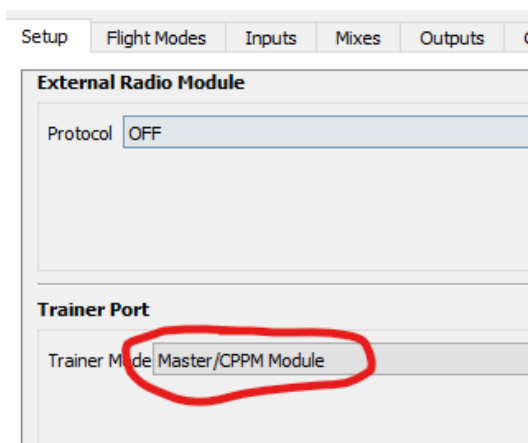 Setup Flight Modes Inputs Mixes Outputs
External Radio Module
Protocol OFF
Trainer Port
Trainer Mode Master/CPPM Module